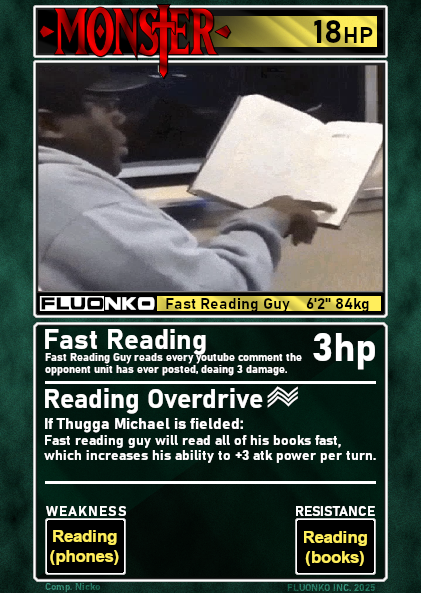 MONSTER
18HP
FLUONKO Fast Reading Guy 6'2" 84kg
Fast Reading
Fast Reading Guy reads every youtube comment the
opponent unit has ever posted, deaing 3 damage.
3hp
Reading Overdrive
If Thugga Michael is fielded:
Fast reading guy will read all of his books fast,
which increases his ability to +3 atk power per turn.
WEAKNESS
Reading
(phones)
RESISTANCE
Reading
(books)
Comp. Nicko
FLUONKO INC. 2025